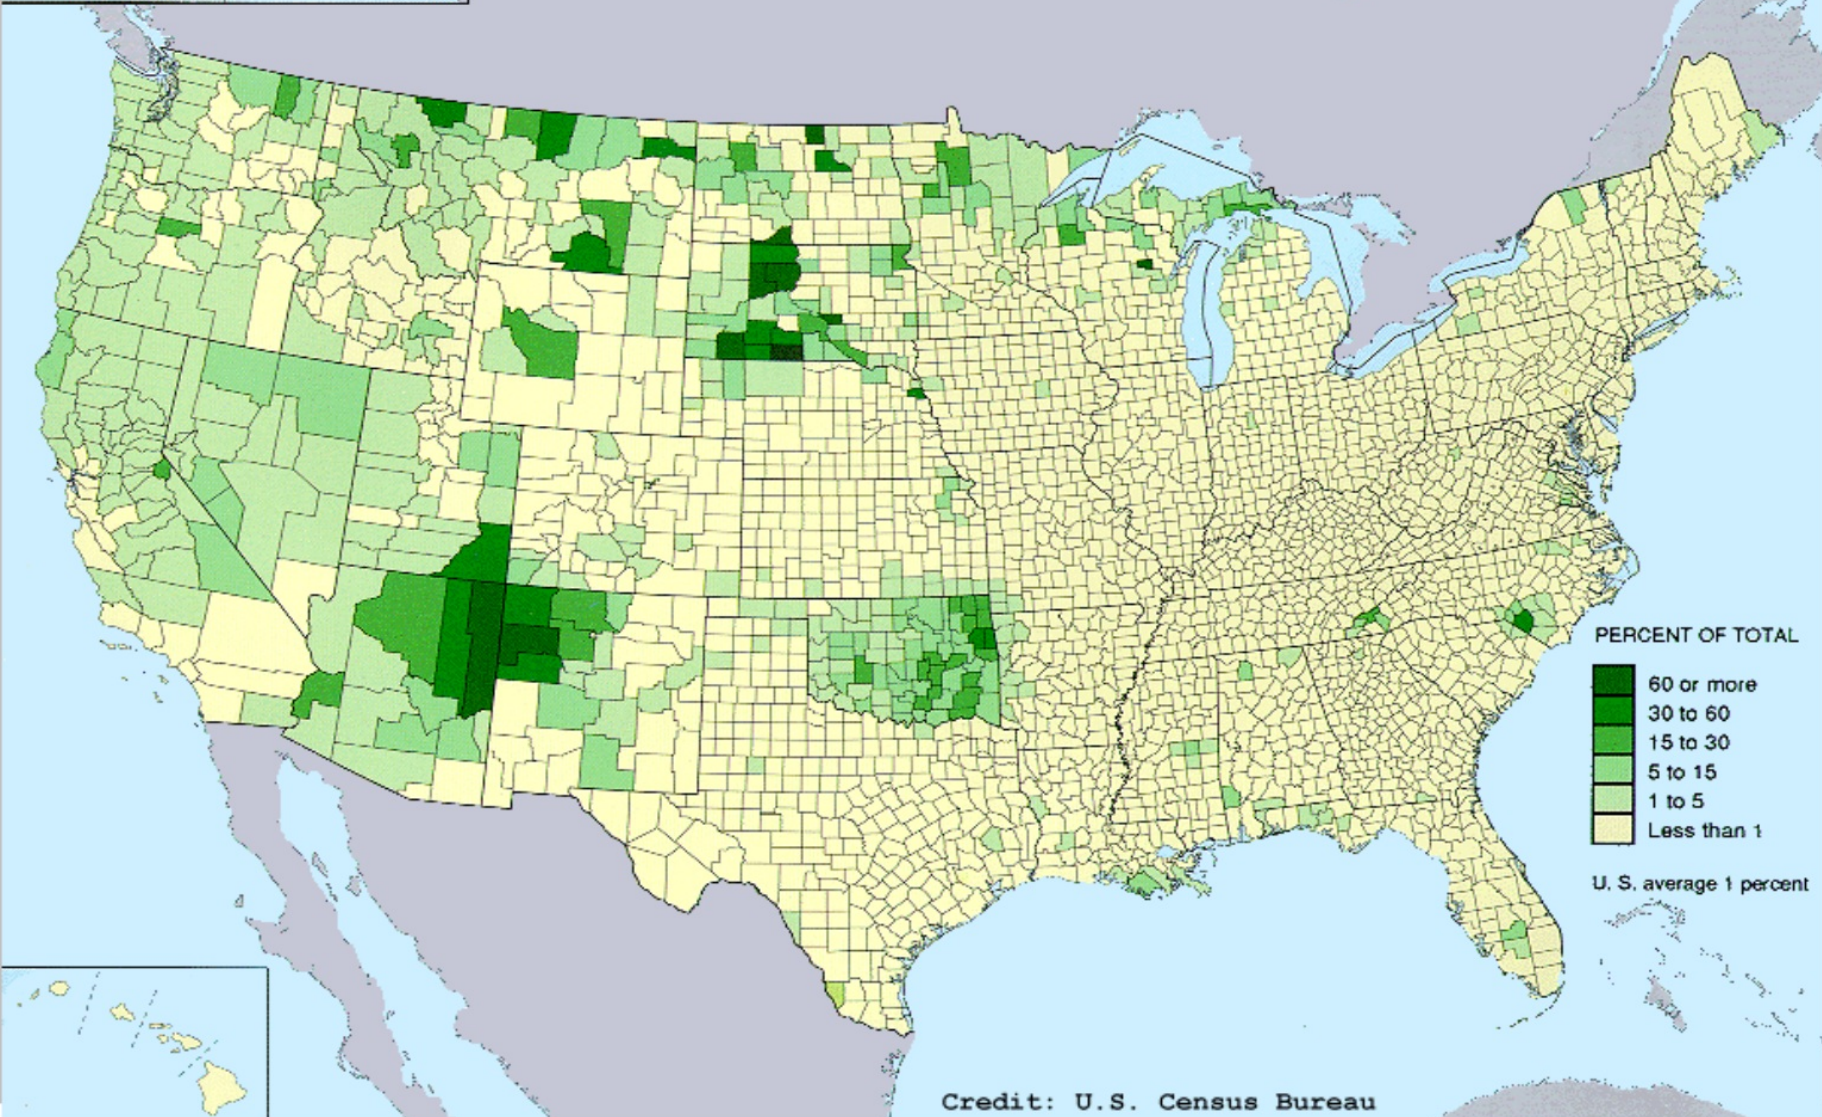 PERCENT OF TOTAL
60 or more
30 to 60
15 to 30
5 to 15
1 to 5
Less than 1
U. S. average 1 percent
Credit: U.S. Census Bureau